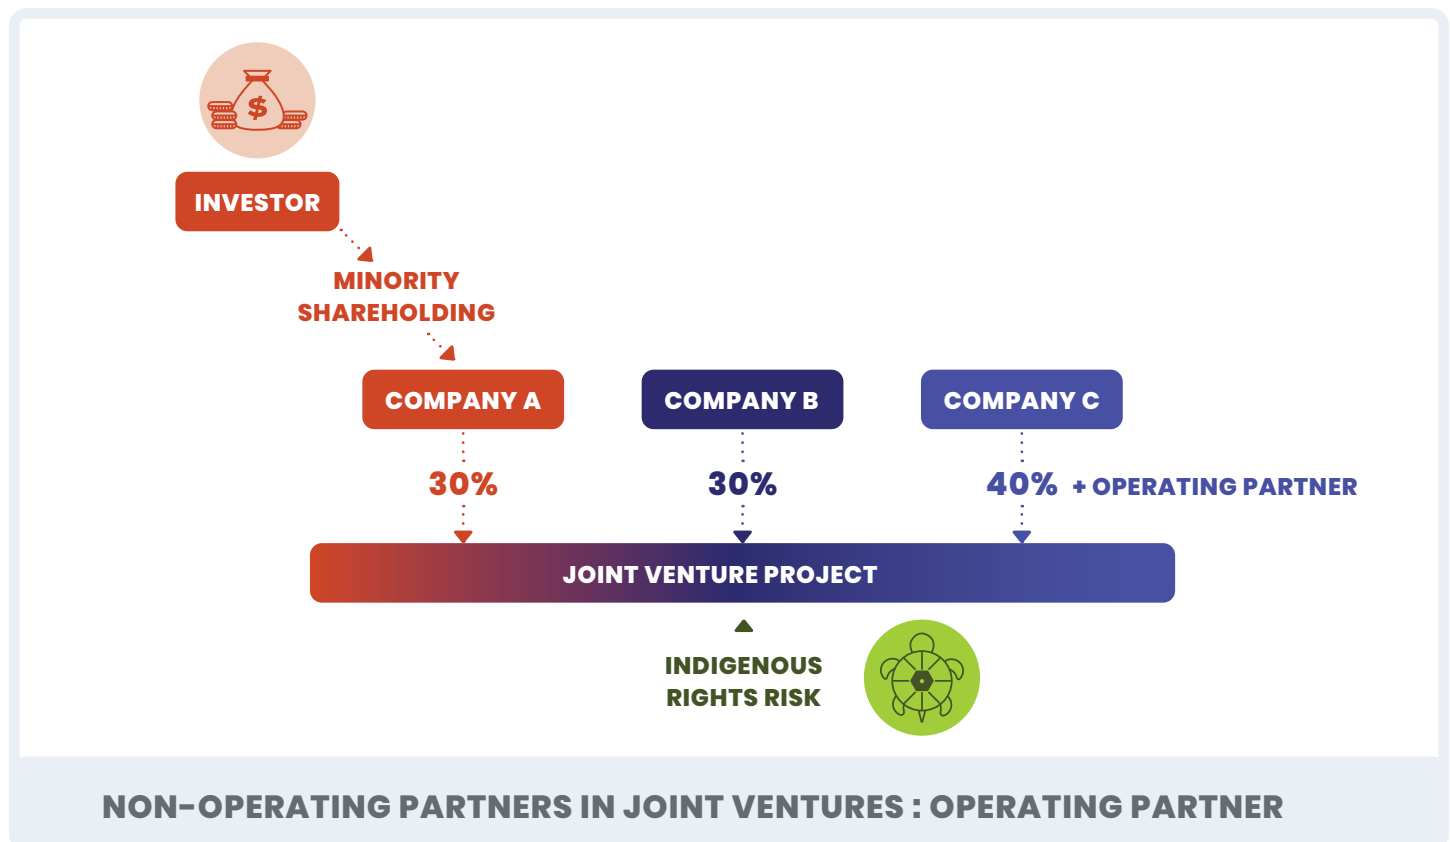 $
INVESTOR
MINORITY
SHAREHOLDING
COMPANY A
COMPANY B
COMPANY C
30%
30%
40% + OPERATING PARTNER
JOINT VENTURE PROJECT
INDIGENOUS
RIGHTS RISK
NON-OPERATING PARTNERS IN JOINT VENTURES : OPERATING PARTNER